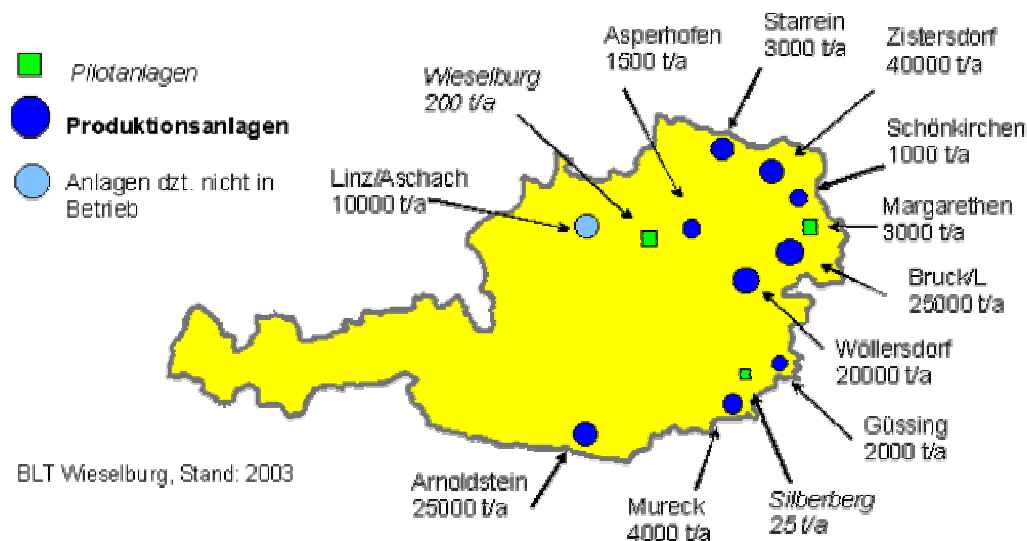 Pilotanlagen
Produktionsanlagen
Anlagen dzt. nicht in
Betrieb
Linz/Aschach
10000 t/a
Wieselburg
200 t/a
Asperhofen
1500 t/a
Starrein
3000 t/a
Zistersdorf
40000 t/a
Schönkirchen
1000 t/a
Margarethen
3000 t/a
Bruck/L
25000 t/a
Wöllersdorf
20000 t/a
Güssing
2000 t/a
Silberberg
25 t/a
Mureck
4000 t/a
Arnoldstein
25000 t/a
BLT Wieselburg, Stand: 2003